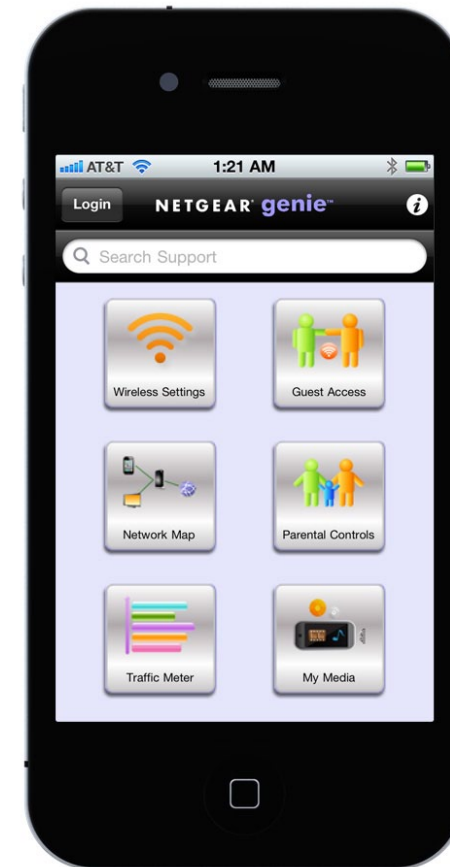 AT&T 1:21 AM
Login NETGEAR® genie™ i
Search Support
Wireless Settings Guest Access
Network Map Parental Controls
Traffic Meter My Media